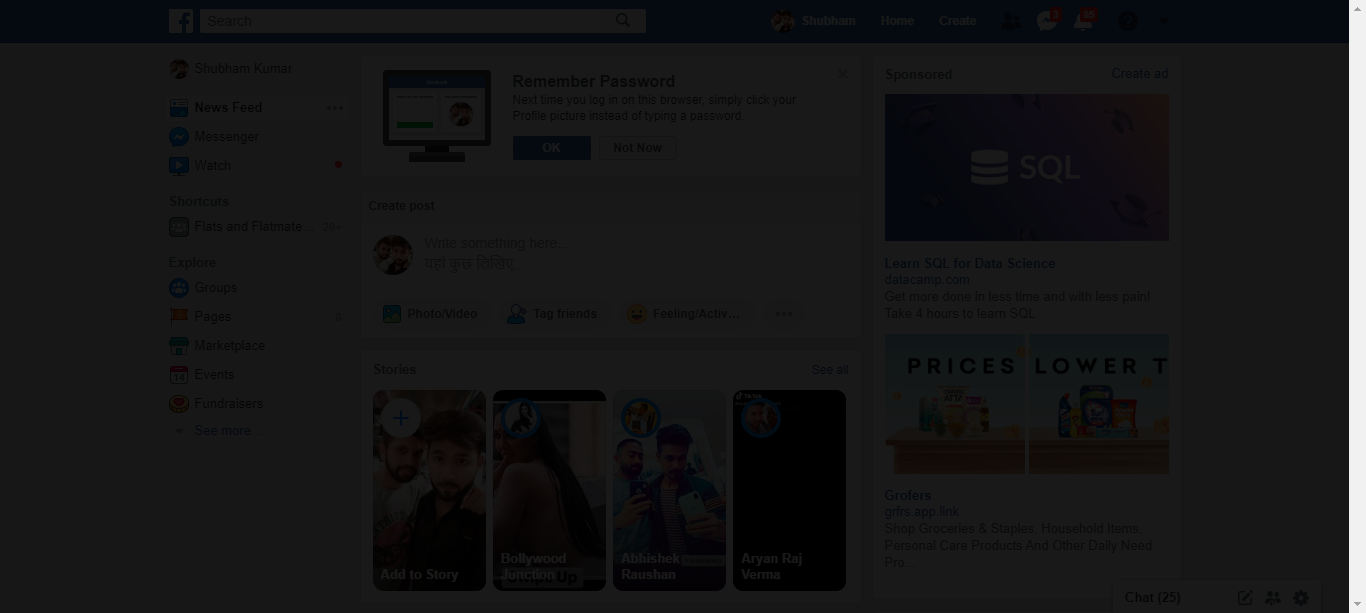 Search
Shubham
Home
Create
3
85
Shubham Kumar
News Feed
Messenger
Watch
Shortcuts
Flats and Flatmate...
20+
Explore
Groups
Pages
Marketplace
14
Events
Fundraisers
See more...
Remember Password
Next time you log in on this browser, simply click your
Profile picture instead of typing a password.
OK
Not Now
Create post
Write something here...
यहां कुछ लिखिए...
Photo/Video
Tag friends
Feeling/Activ...
Stories
See all
Add to Story
Bollywood
Junction
Up
Abhishek
Raushan
Aryan Raj
Verma
Sponsored
Create ad
SQL
Learn SQL for Data Science
datacamp.com
Get more done in less time and with less pain!
Take 4 hours to learn SQL
PRICES
LOWER T
ATTA
Grofers
grfrs.app.link
Shop Groceries & Staples, Household Items,
Personal Care Products And Other Daily Need
Pro...
Chat (25)